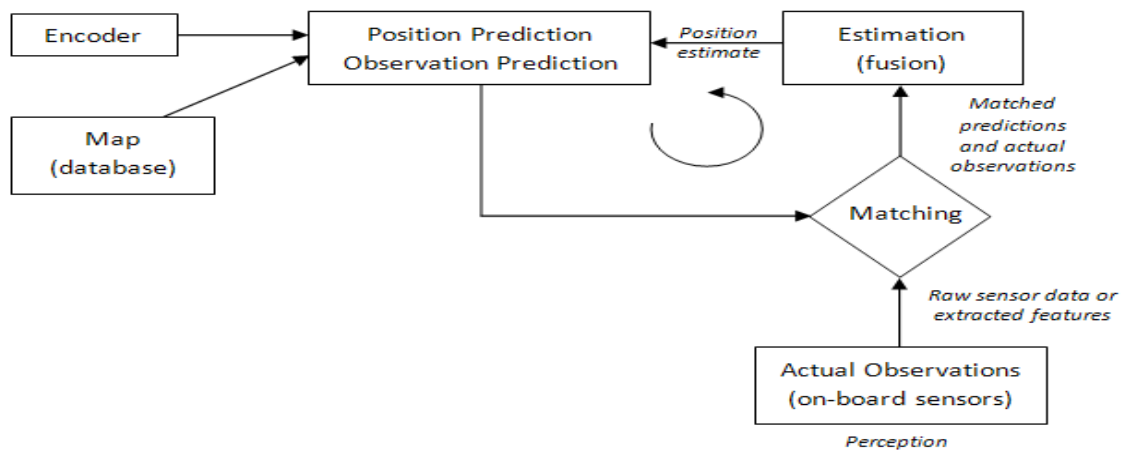 Encoder
Position Prediction
Observation Prediction
Position
estimate
Estimation
(fusion)
Map
(database)
Matched
predictions
and actual
observations
Matching
Raw sensor data or
extracted features
Actual Observations
(on-board sensors)
Perception